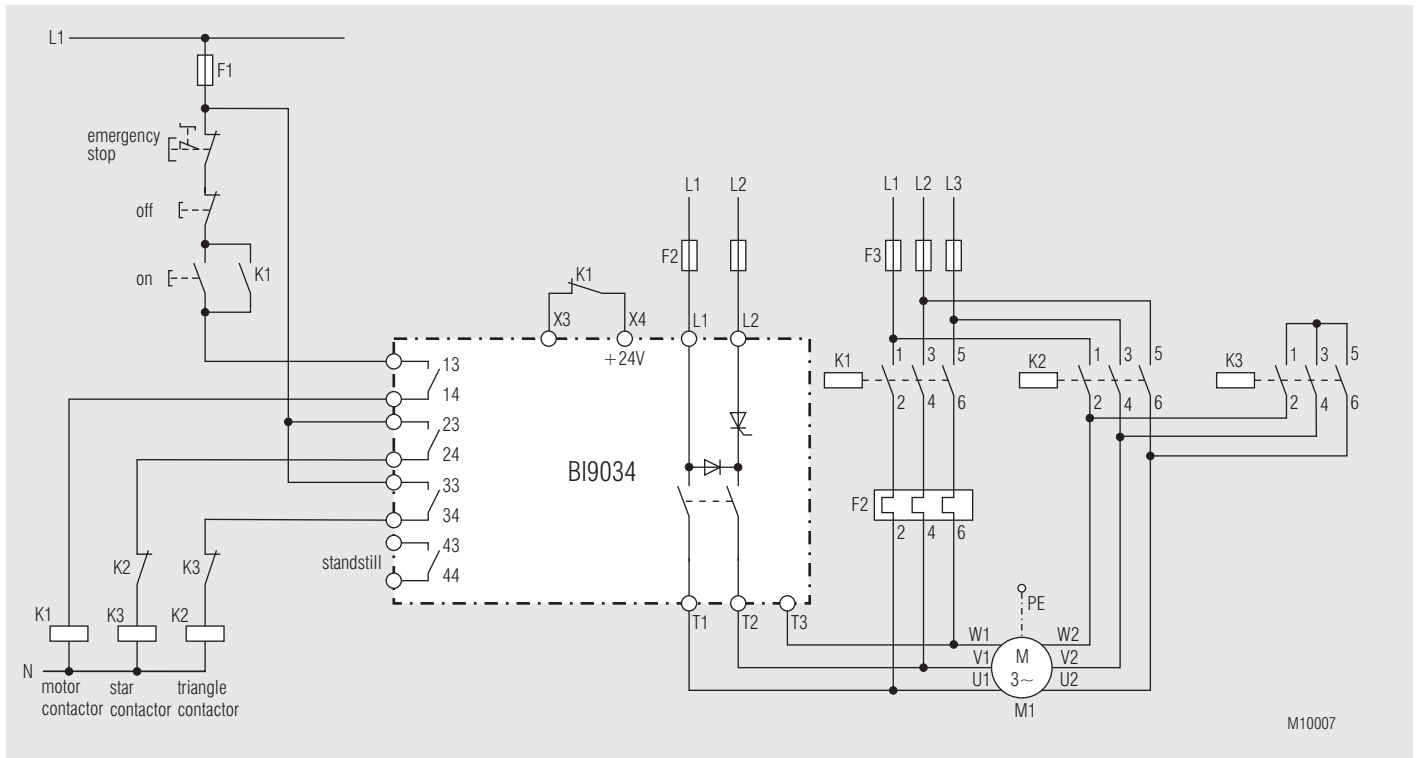 L1
F1
emergency
stop
off
on
K1
K1
X3
X4
+24V
L1
L2
F2
L1
L2
L1
L2
L3
F3
13
14
23
24
33
34
43
44
standstill
BI9034
T1
T2
T3
K1
1
3
5
2
4
6
K2
1
3
5
2
4
6
K3
1
3
5
2
4
6
F2
2
4
6
K2
K3
K1
K3
K2
N
motor
contactor
star
contactor
triangle
contactor
PE
W1
V1
U1
M
3~
W2
V2
U2
M1
M10007